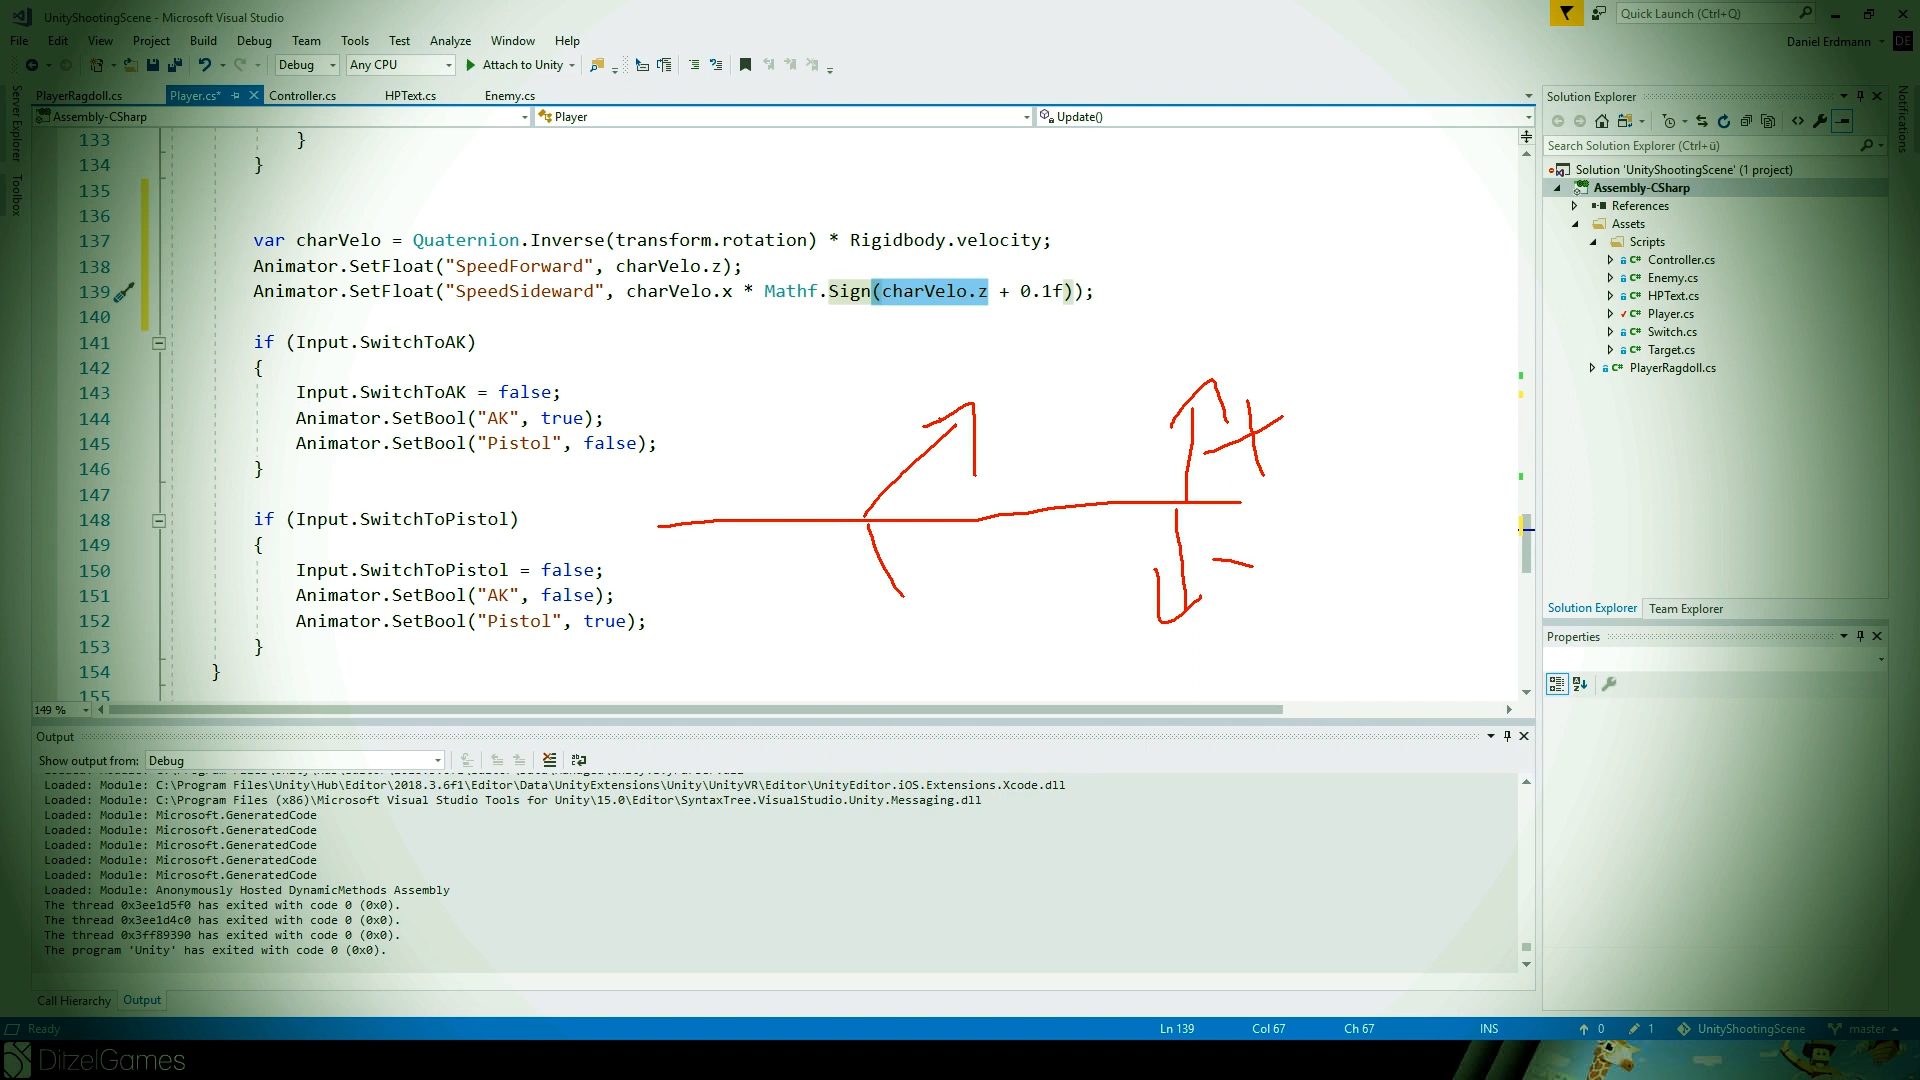 UnityShootingScene - Microsoft Visual Studio
Quick Launch (Ctrl+Q)
File Edit View Project Build Debug Team Tools Test Analyze Window Help
Daniel Erdmann DE
Debug Any CPU Attach to Unity
PlayerRagdoll.cs Player.cs* Controller.cs HPText.cs Enemy.cs
Assembly-CSharp Player Update()
Server Explorer
Toolbox
Notifications
133 }
134 }
135
136
137 var charVelo = Quaternion.Inverse(transform.rotation) * Rigidbody.velocity;
138 Animator.SetFloat("SpeedForward", charVelo.z);
139 Animator.SetFloat("SpeedSideward", charVelo.x * Mathf.Sign(charVelo.z + 0.1f));
140
141 if (Input.SwitchToAK)
142 {
143 Input.SwitchToAK = false;
144 Animator.SetBool("AK", true);
145 Animator.SetBool("Pistol", false);
146 }
147
148 if (Input.SwitchToPistol)
149 {
150 Input.SwitchToPistol = false;
151 Animator.SetBool("AK", false);
152 Animator.SetBool("Pistol", true);
153 }
154 }
155
149 %
+
-
Solution Explorer
Search Solution Explorer (Ctrl+ü)
Solution 'UnityShootingScene' (1 project)
Assembly-CSharp
References
Assets
Scripts
C# Controller.cs
C# Enemy.cs
C# HPText.cs
C# Player.cs
C# Switch.cs
C# Target.cs
C# PlayerRagdoll.cs
Solution Explorer Team Explorer
Properties
Output
Show output from: Debug
Loaded: Module: C:\Program Files\Unity\Hub\Editor\2018.3.6f1\Editor\Data\UnityExtensions\Unity\UnityVR\Editor\UnityEditor.iOS.Extensions.Xcode.dll
Loaded: Module: C:\Program Files (x86)\Microsoft Visual Studio Tools for Unity\15.0\Editor\SyntaxTree.VisualStudio.Unity.Messaging.dll
Loaded: Module: Microsoft.GeneratedCode
Loaded: Module: Microsoft.GeneratedCode
Loaded: Module: Microsoft.GeneratedCode
Loaded: Module: Microsoft.GeneratedCode
Loaded: Module: Microsoft.GeneratedCode
Loaded: Module: Anonymously Hosted DynamicMethods Assembly
The thread 0x3ee1d5f0 has exited with code 0 (0x0).
The thread 0x3ee1d4c0 has exited with code 0 (0x0).
The thread 0x3ff89390 has exited with code 0 (0x0).
The program 'Unity' has exited with code 0 (0x0).
Call Hierarchy Output
Ready Ln 139 Col 67 Ch 67 INS 0 1 UnityShootingScene master
DitzelGames